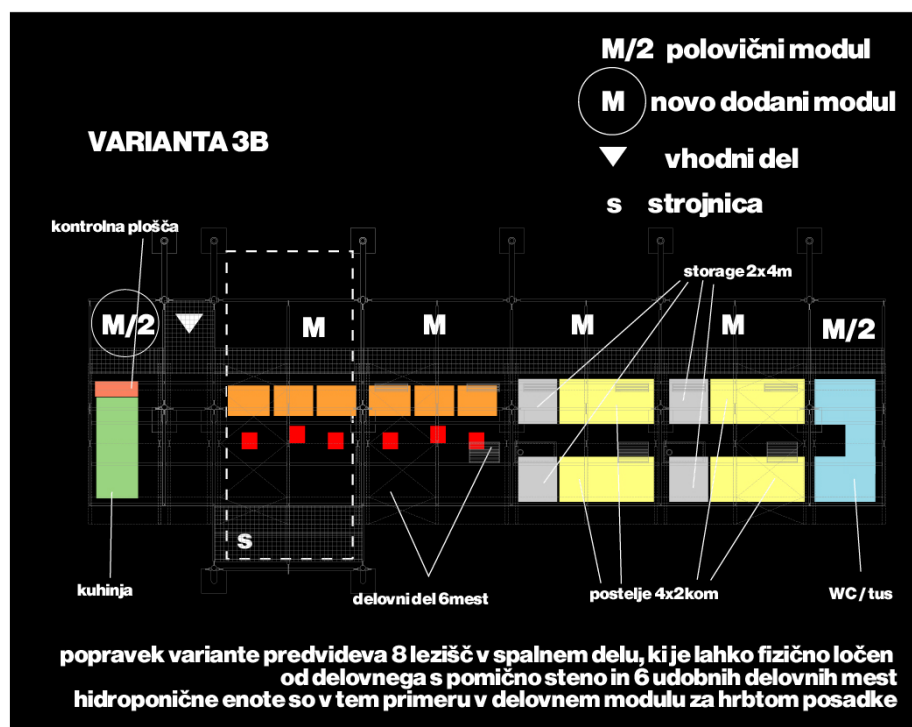 M/2 polovični modul
M novo dodani modul
VARIANTA 3B
vhodni del
s strojnica
kontrolna plošča
storage 2x4m
M/2
M
M
M
M
M/2
s
kuhinja
delovni del 6mest
postelje 4x2kom
WC / tus
popravek variante predvideva 8 lezišč v spalnem delu, ki je lahko fizično ločen
od delovnega s pomično steno in 6 udobnih delovnih mest
hidroponične enote so v tem primeru v delovnem modulu za hrbtom posadke